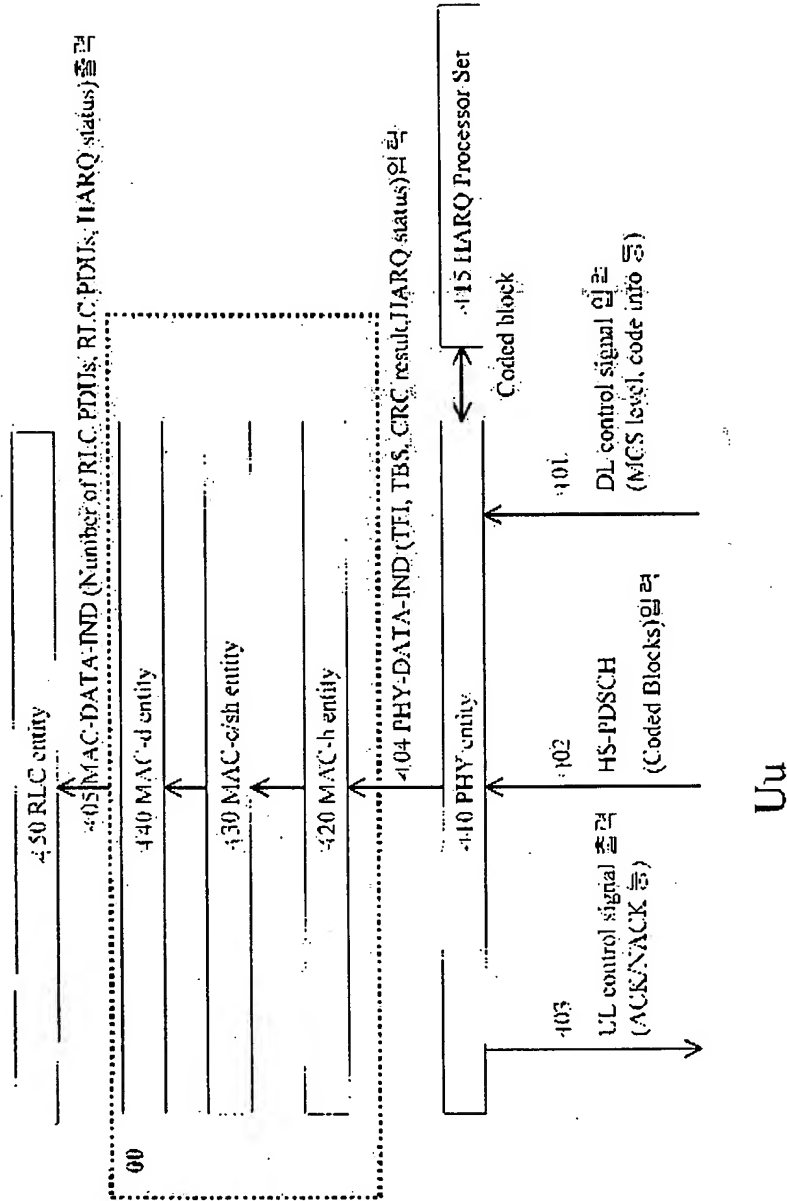 450 RLC entity
405 MAC-DATA-IND (Number of RLC PDUs, RLC PDUs, HARQ status)출력
00
440 MAC-d entity
430 MAC-c/sh entity
420 MAC-h entity
404 PHY-DATA-IND (TFI, TBS, CRC result,HARQ status)입력
410 PHY entity
Coded block
415 HARQ Processor Set
403
UL control signal 출력
(ACK/NACK 등)
402
HS-PDSCH
(Coded Blocks)입력
401
DL control signal 입력
(MCS level, code info 등)
Uu